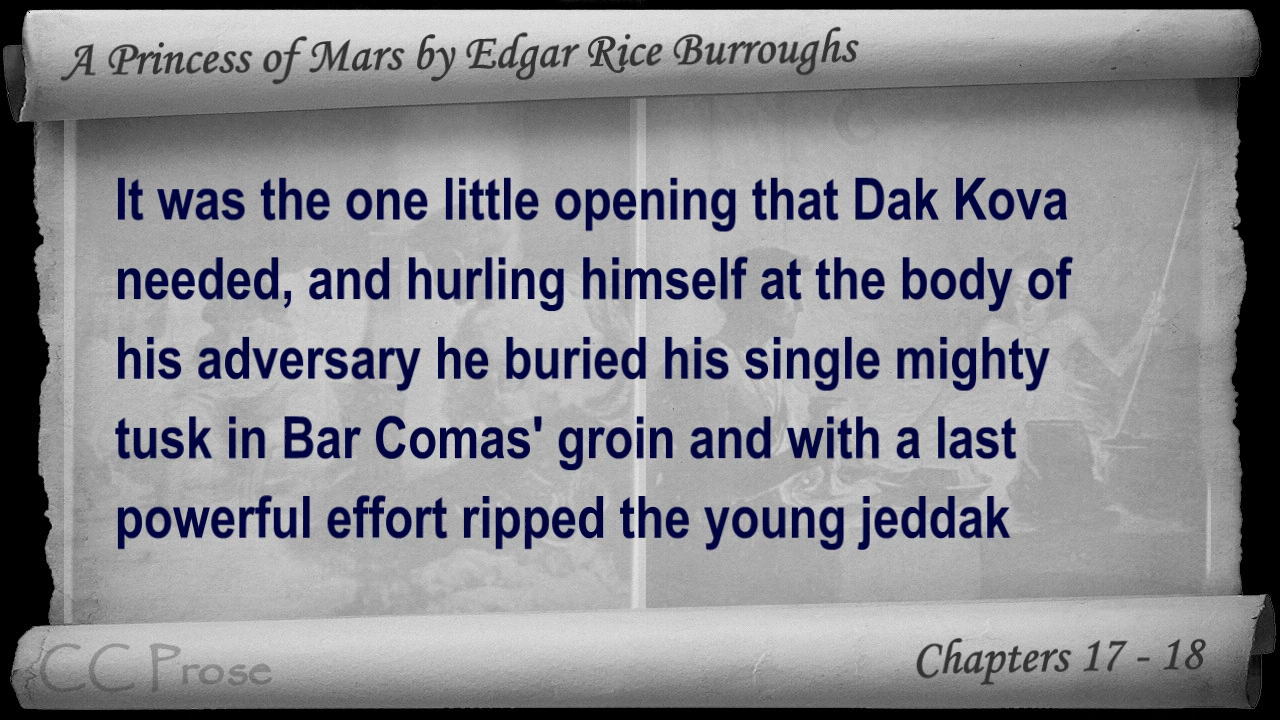 A Princess of Mars by Edgar Rice Burroughs
It was the one little opening that Dak Kova
needed, and hurling himself at the body of
his adversary he buried his single mighty
tusk in Bar Comas' groin and with a last
powerful effort ripped the young jeddak
CC Prose
Chapters 17 - 18